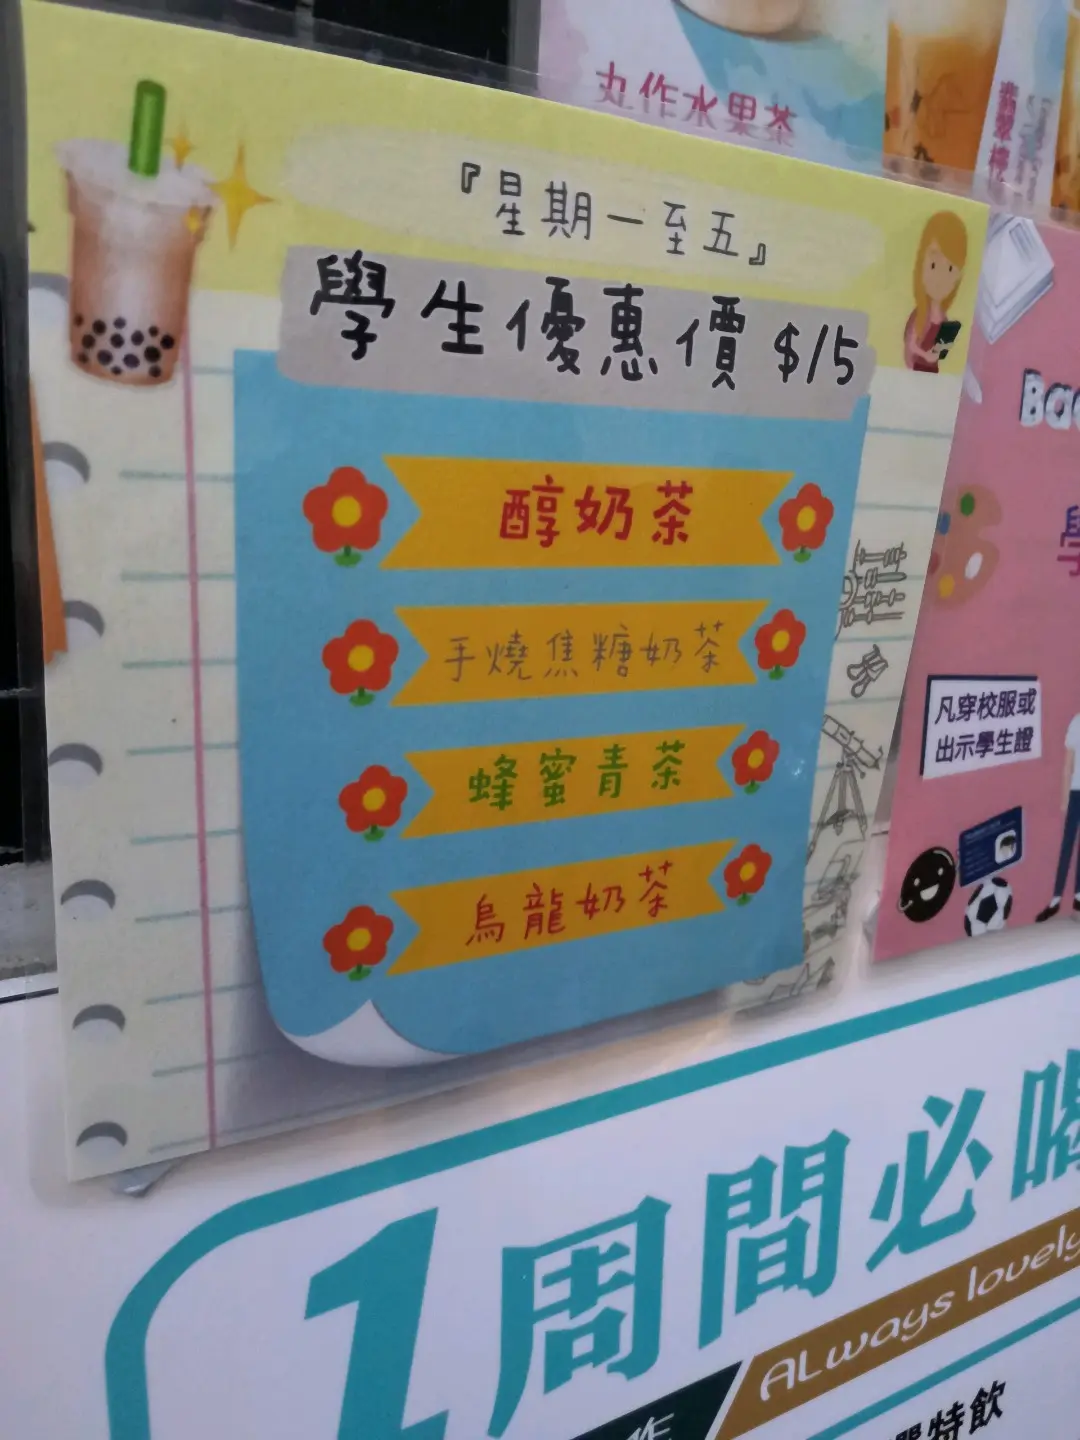 丸作水果茶
『星期一至五』
學生優惠價 $15
醇奶茶
手燒焦糖奶茶
蜂蜜青茶
烏龍奶茶
凡穿校服或
出示學生證
1周間必喝
ALways lovely
特飲